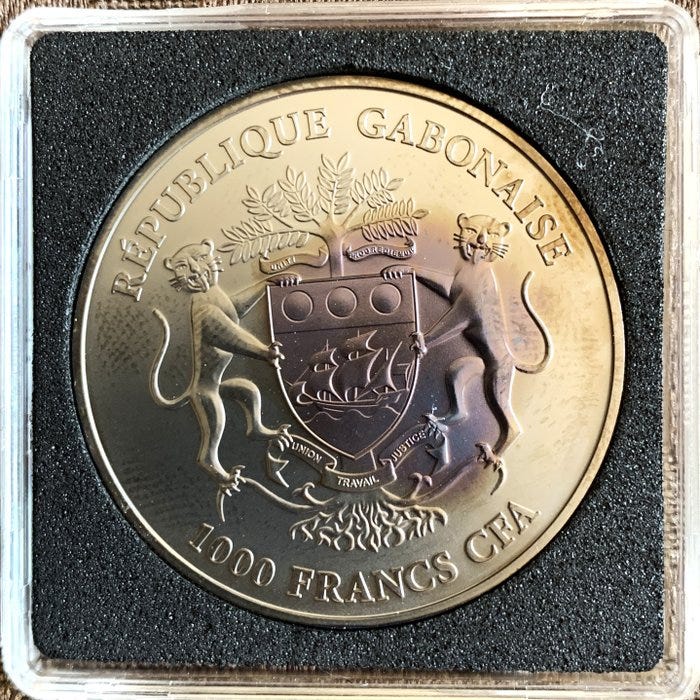 RÉPUBLIQUE GABONAISE
UNITI PROGREDIEMUR
UNION TRAVAIL JUSTICE
1000 FRANCS CFA